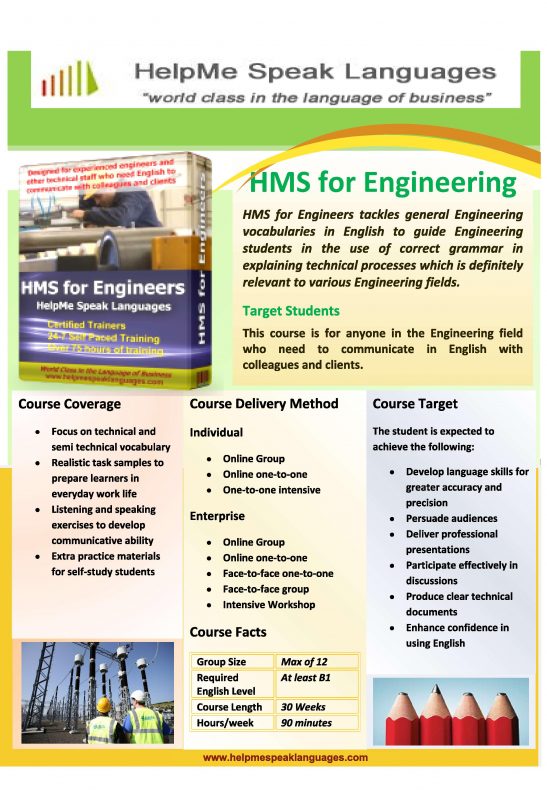 HelpMe Speak Languages
"world class in the language of business"
Designed for experienced engineers and
other technical staff who need English to
communicate with colleagues and clients
HMS for Engineers
HelpMe Speak Languages
Certified Trainers
24-7 Self Paced Training
Over 75 hours of training
World Class in the Language of Business
www.helpmespeaklanguages.com
HMS for Engineers
HMS for Engineering
HMS for Engineers tackles general Engineering
vocabularies in English to guide Engineering
students in the use of correct grammar in
explaining technical processes which is definitely
relevant to various Engineering fields.
Target Students
This course is for anyone in the Engineering field
who need to communicate in English with
colleagues and clients.
Course Coverage
• Focus on technical and
semi technical vocabulary
• Realistic task samples to
prepare learners in
everyday work life
• Listening and speaking
exercises to develop
communicative ability
• Extra practice materials
for self-study students
Course Delivery Method
Individual
• Online Group
• Online one-to-one
• One-to-one intensive
Enterprise
• Online Group
• Online one-to-one
• Face-to-face one-to-one
• Face-to-face group
• Intensive Workshop
Course Facts
Group Size Max of 12
Required At least B1
English Level
Course Length 30 Weeks
Hours/week 90 minutes
Course Target
The student is expected to
achieve the following:
• Develop language skills for
greater accuracy and
precision
• Persuade audiences
• Deliver professional
presentations
• Participate effectively in
discussions
• Produce clear technical
documents
• Enhance confidence in
using English
www.helpmespeaklanguages.com